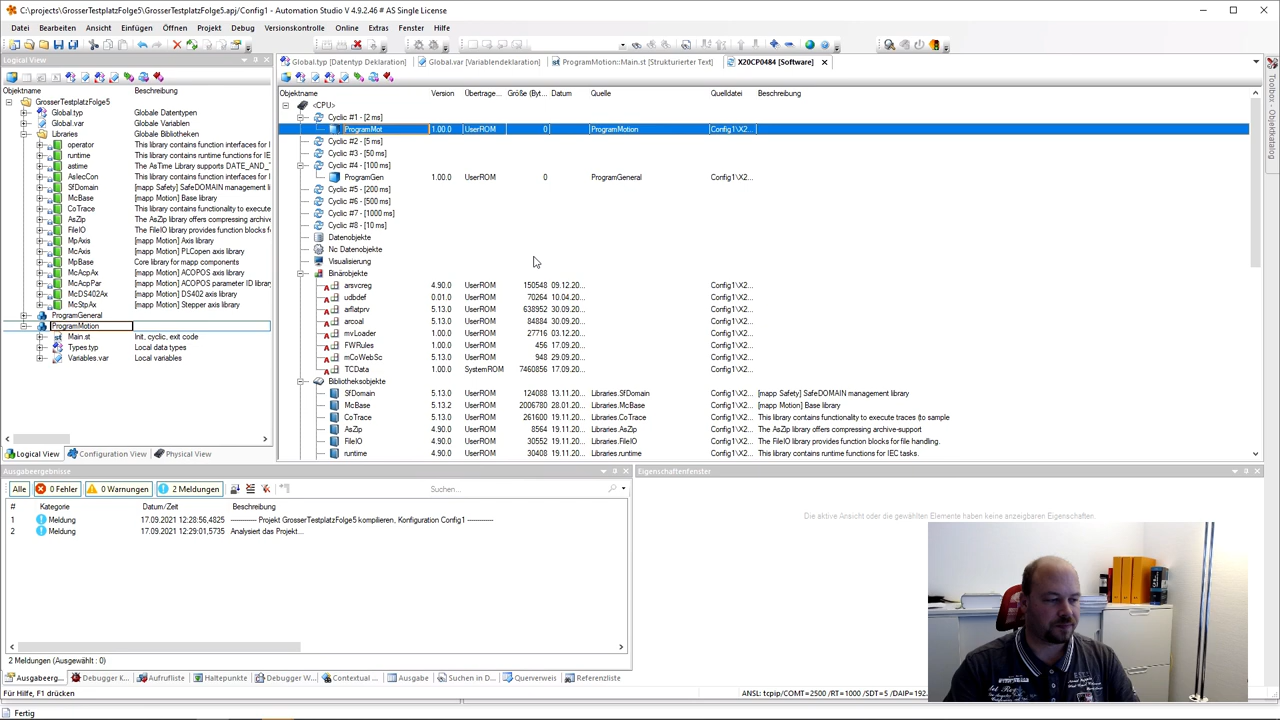 C:\projects\GrosserTestplatzFolge5\GrosserTestplatzFolge5.apj/Config1 - Automation Studio V 4.9.2.46 # AS Single License
Datei Bearbeiten Ansicht Einfügen Öffnen Projekt Debug Versionskontrolle Online Extras Fenster Hilfe
Logical View
Global.typ [Datentyp Deklaration] Global.var [Variablendeklaration] ProgramMotion::Main.st [Strukturierter Text] X20CP0484 [Software]
Toolbox - Objektkatalog
Objektname Beschreibung
GrosserTestplatzFolge5
Global.typ Globale Datentypen
Global.var Globale Variablen
Libraries Globale Bibliotheken
operator This library contains function interfaces for I
runtime This library contains runtime functions for IE
astime The AsTime Library supports DATE_AND_T
AsIecCon This library contains function interfaces for I
SfDomain [mapp Safety] SafeDOMAIN management li
McBase [mapp Motion] Base library
CoTrace This library contains functionality to execute
AsZip The AsZip library offers compressing archive-
FileIO The FileIO library provides function blocks fo
MpAxis [mapp Motion] Axis library
McAxis [mapp Motion] PLCopen axis library
MpBase Core library for mapp components
McAcpAx [mapp Motion] ACOPOS axis library
McAcpPar [mapp Motion] ACOPOS parameter ID libra
McDS402Ax [mapp Motion] DS402 axis library
McStpAx [mapp Motion] Stepper axis library
ProgramGeneral
ProgramMotion
Main.st Init, cyclic, exit code
Types.typ Local data types
Variables.var Local variables
Logical View Configuration View Physical View
Objektname Version Übertrage... Größe (Byt... Datum Quelle Quelldatei Beschreibung
<CPU>
Cyclic #1 - [2 ms]
ProgramMot 1.00.0 UserROM 0 ProgramMotion Config1\X2...
Cyclic #2 - [5 ms]
Cyclic #3 - [50 ms]
Cyclic #4 - [100 ms]
ProgramGen 1.00.0 UserROM 0 ProgramGeneral Config1\X2...
Cyclic #5 - [200 ms]
Cyclic #6 - [500 ms]
Cyclic #7 - [1000 ms]
Cyclic #8 - [10 ms]
Datenobjekte
Nc Datenobjekte
Visualisierung
Binärobjekte
arsvcreg 4.90.0 UserROM 150548 09.12.20... Config1\X2...
udbdef 0.01.0 UserROM 70264 10.04.20... Config1\X2...
arflatprv 5.13.0 UserROM 638952 30.09.20... Config1\X2...
arcoal 5.13.0 UserROM 84884 30.09.20... Config1\X2...
mvLoader 1.00.0 UserROM 27716 03.12.20... Config1\X2...
FWRules 1.00.0 UserROM 456 17.09.20... Config1\X2...
mCoWebSc 5.13.0 UserROM 948 29.09.20... Config1\X2...
TCData 1.00.0 SystemROM 7460856 17.09.20... Config1\X2...
Bibliotheksobjekte
SfDomain 5.13.0 UserROM 124088 13.11.20... Libraries.SfDomain Config1\X2... [mapp Safety] SafeDOMAIN management library
McBase 5.13.2 UserROM 2006780 28.01.20... Libraries.McBase Config1\X2... [mapp Motion] Base library
CoTrace 5.13.0 UserROM 261600 19.11.20... Libraries.CoTrace Config1\X2... This library contains functionality to execute traces (to sample
AsZip 5.13.0 UserROM 8564 19.11.20... Libraries.AsZip Config1\X2... The AsZip library offers compressing archive-support
FileIO 5.13.0 UserROM 30552 19.11.20... Libraries.FileIO Config1\X2... The FileIO library provides function blocks for file handling.
runtime 5.13.0 UserROM 30408 19.11.20... Libraries.runtime Config1\X2... This library contains runtime functions for IEC tasks.
Ausgabeergebnisse
Alle 0 Fehler 0 Warnungen 2 Meldungen Suchen...
# Kategorie Datum/Zeit Beschreibung
1 Meldung 17.09.2021 12:28:56,4825 ----------- Projekt GrosserTestplatzFolge5 kompilieren, Konfiguration Config1 -----------
2 Meldung 17.09.2021 12:29:01,5735 Analysiert das Projekt...
2 Meldungen (Ausgewählt : 0)
Ausgabeerg... Debugger K... Aufrufliste Haltepunkte Debugger W... Contextual ... Ausgabe Suchen in D... Querverweis Referenzliste
Eigenschaftenfenster
Die aktive Ansicht oder die gewählten Elemente haben keine anzeigbaren Eigenschaften.
Für Hilfe, F1 drücken
ANSL: tcpip/COMT=2500 /RT=1000 /SDT=5 /DAIP=192.
Fertig